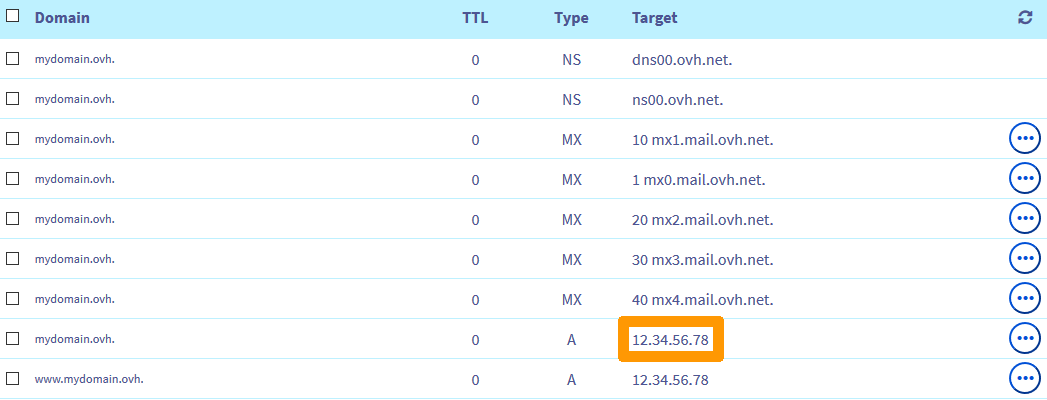 Domain TTL Type Target
mydomain.ovh. 0 NS dns00.ovh.net.
mydomain.ovh. 0 NS ns00.ovh.net.
mydomain.ovh. 0 MX 10 mx1.mail.ovh.net.
mydomain.ovh. 0 MX 1 mx0.mail.ovh.net.
mydomain.ovh. 0 MX 20 mx2.mail.ovh.net.
mydomain.ovh. 0 MX 30 mx3.mail.ovh.net.
mydomain.ovh. 0 MX 40 mx4.mail.ovh.net.
mydomain.ovh. 0 A 12.34.56.78
www.mydomain.ovh. 0 A 12.34.56.78